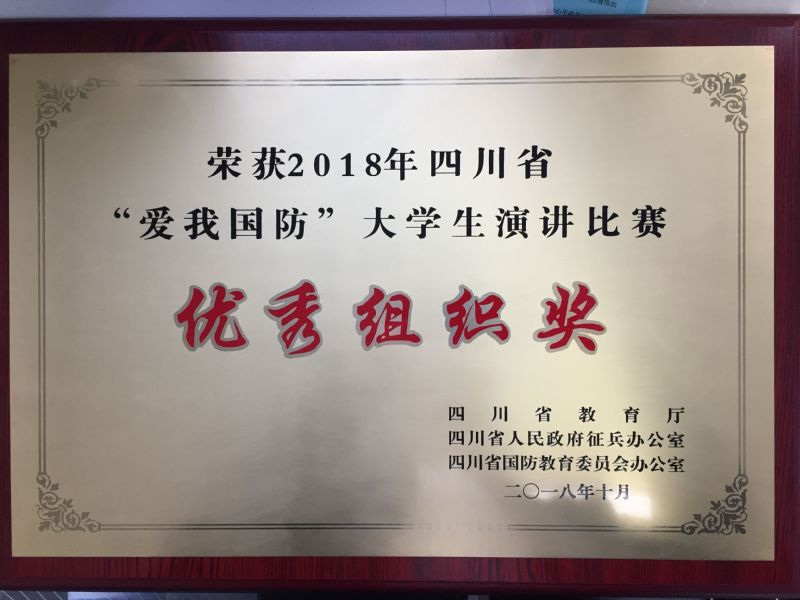 荣获2018年四川省
“爱我国防”大学生演讲比赛
优秀组织奖
四川省教育厅
四川省人民政府征兵办公室
四川省国防教育委员会办公室
二〇一八年十月